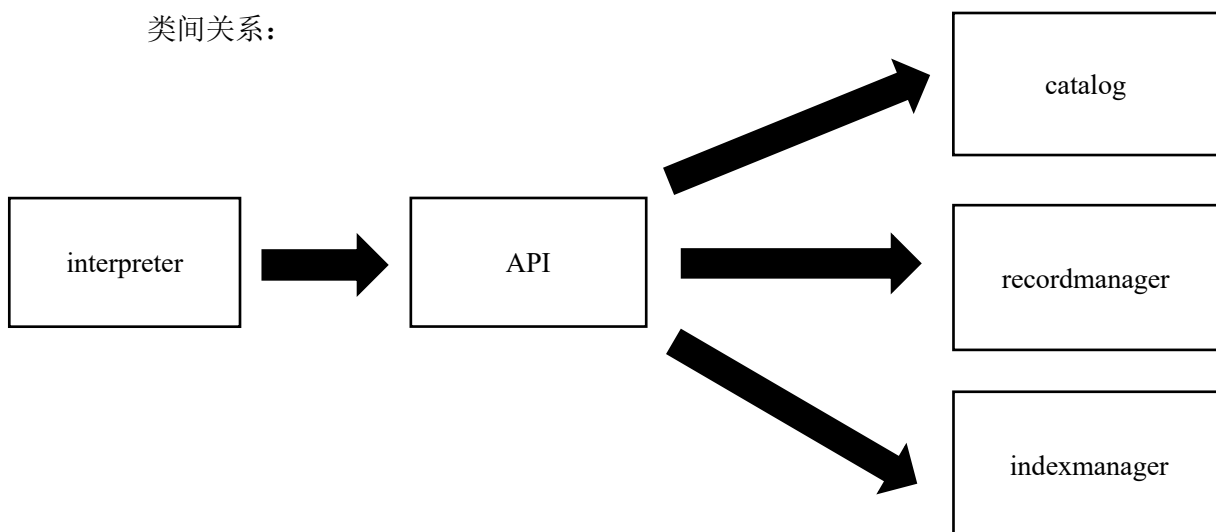 类间关系：
catalog
interpreter
API
recordmanager
indexmanager